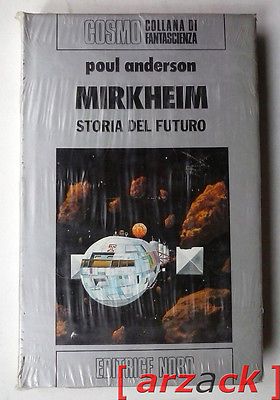 COSMO COLLANA DI
FANTASCIENZA
poul anderson
MIRKHEIM
STORIA DEL FUTURO
EDITRICE NORD
[arzack]